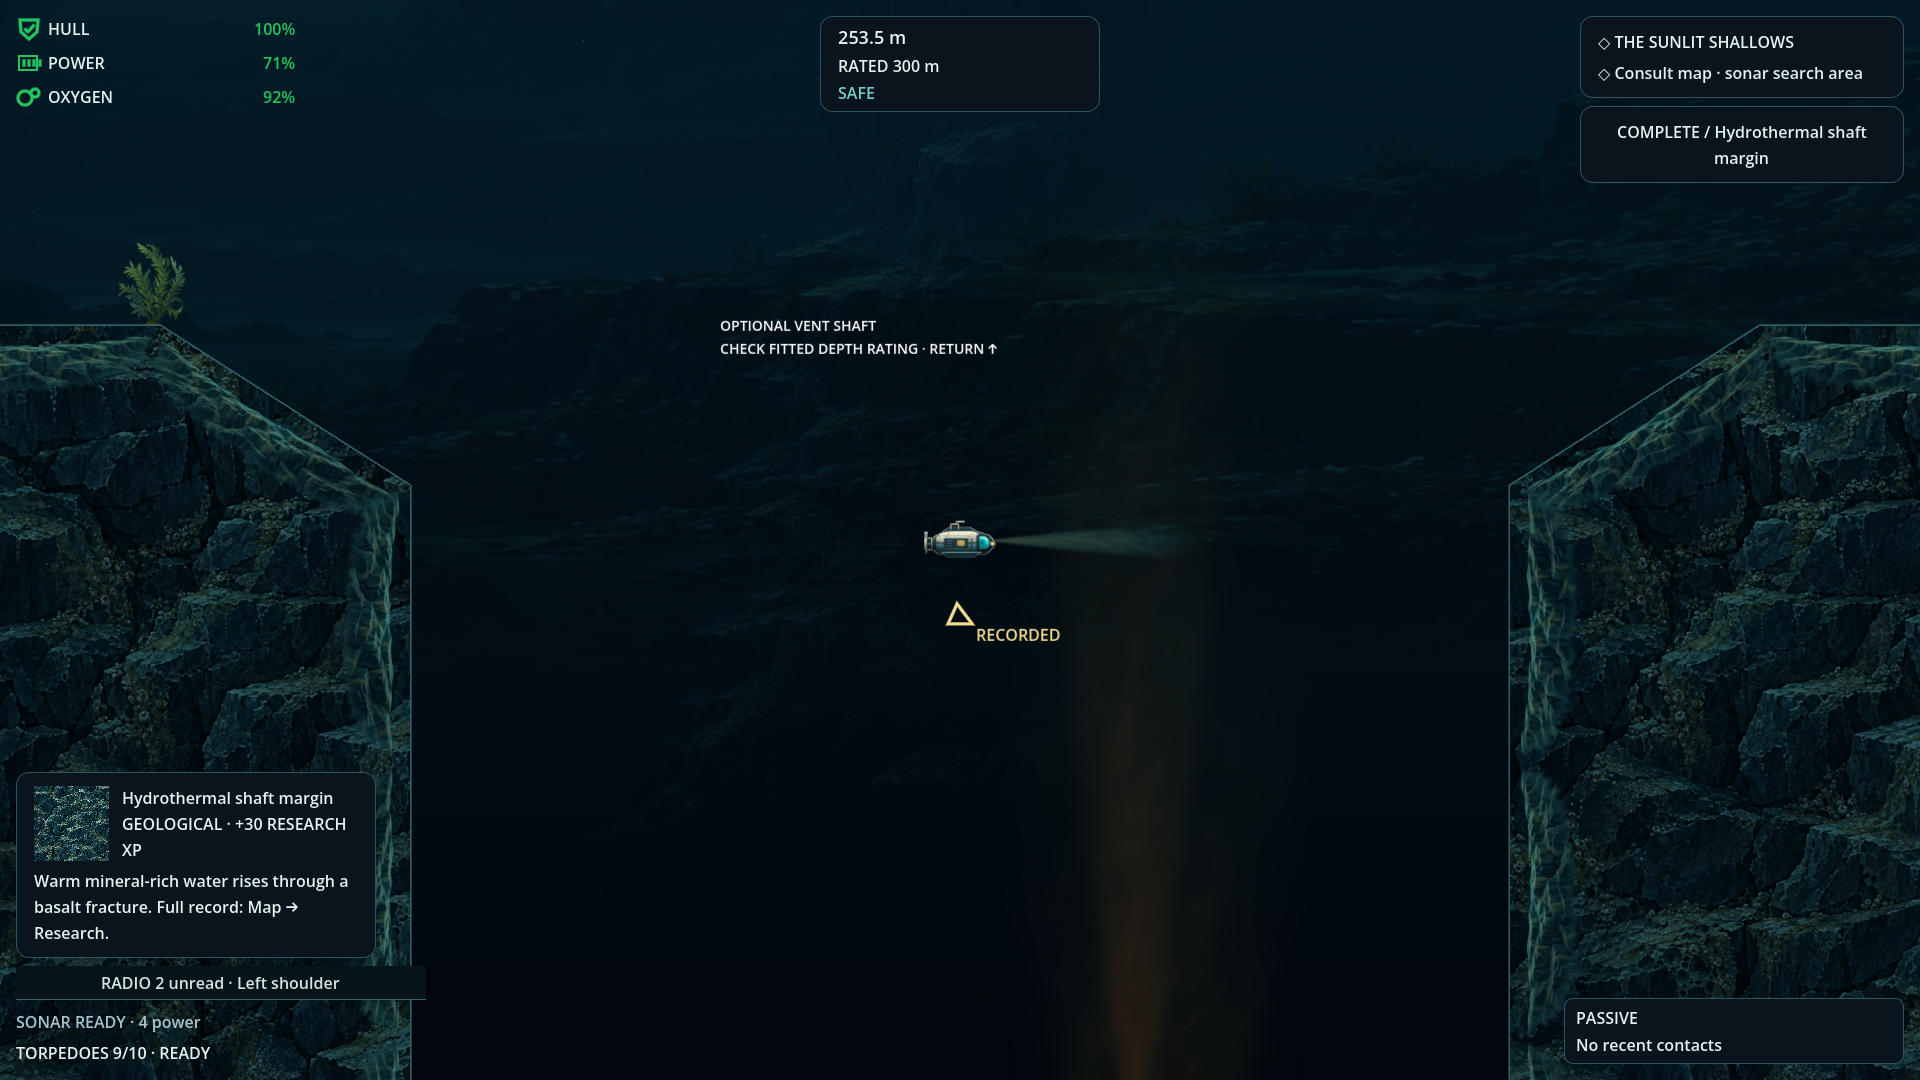 HULL 100%
POWER 71%
OXYGEN 92%
253.5 m
RATED 300 m
SAFE
◇ THE SUNLIT SHALLOWS
◇ Consult map · sonar search area
COMPLETE / Hydrothermal shaft
margin
OPTIONAL VENT SHAFT
CHECK FITTED DEPTH RATING · RETURN ↑
RECORDED
Hydrothermal shaft margin
GEOLOGICAL · +30 RESEARCH
XP
Warm mineral-rich water rises through a
basalt fracture. Full record: Map →
Research.
RADIO 2 unread · Left shoulder
SONAR READY · 4 power
TORPEDOES 9/10 · READY
PASSIVE
No recent contacts